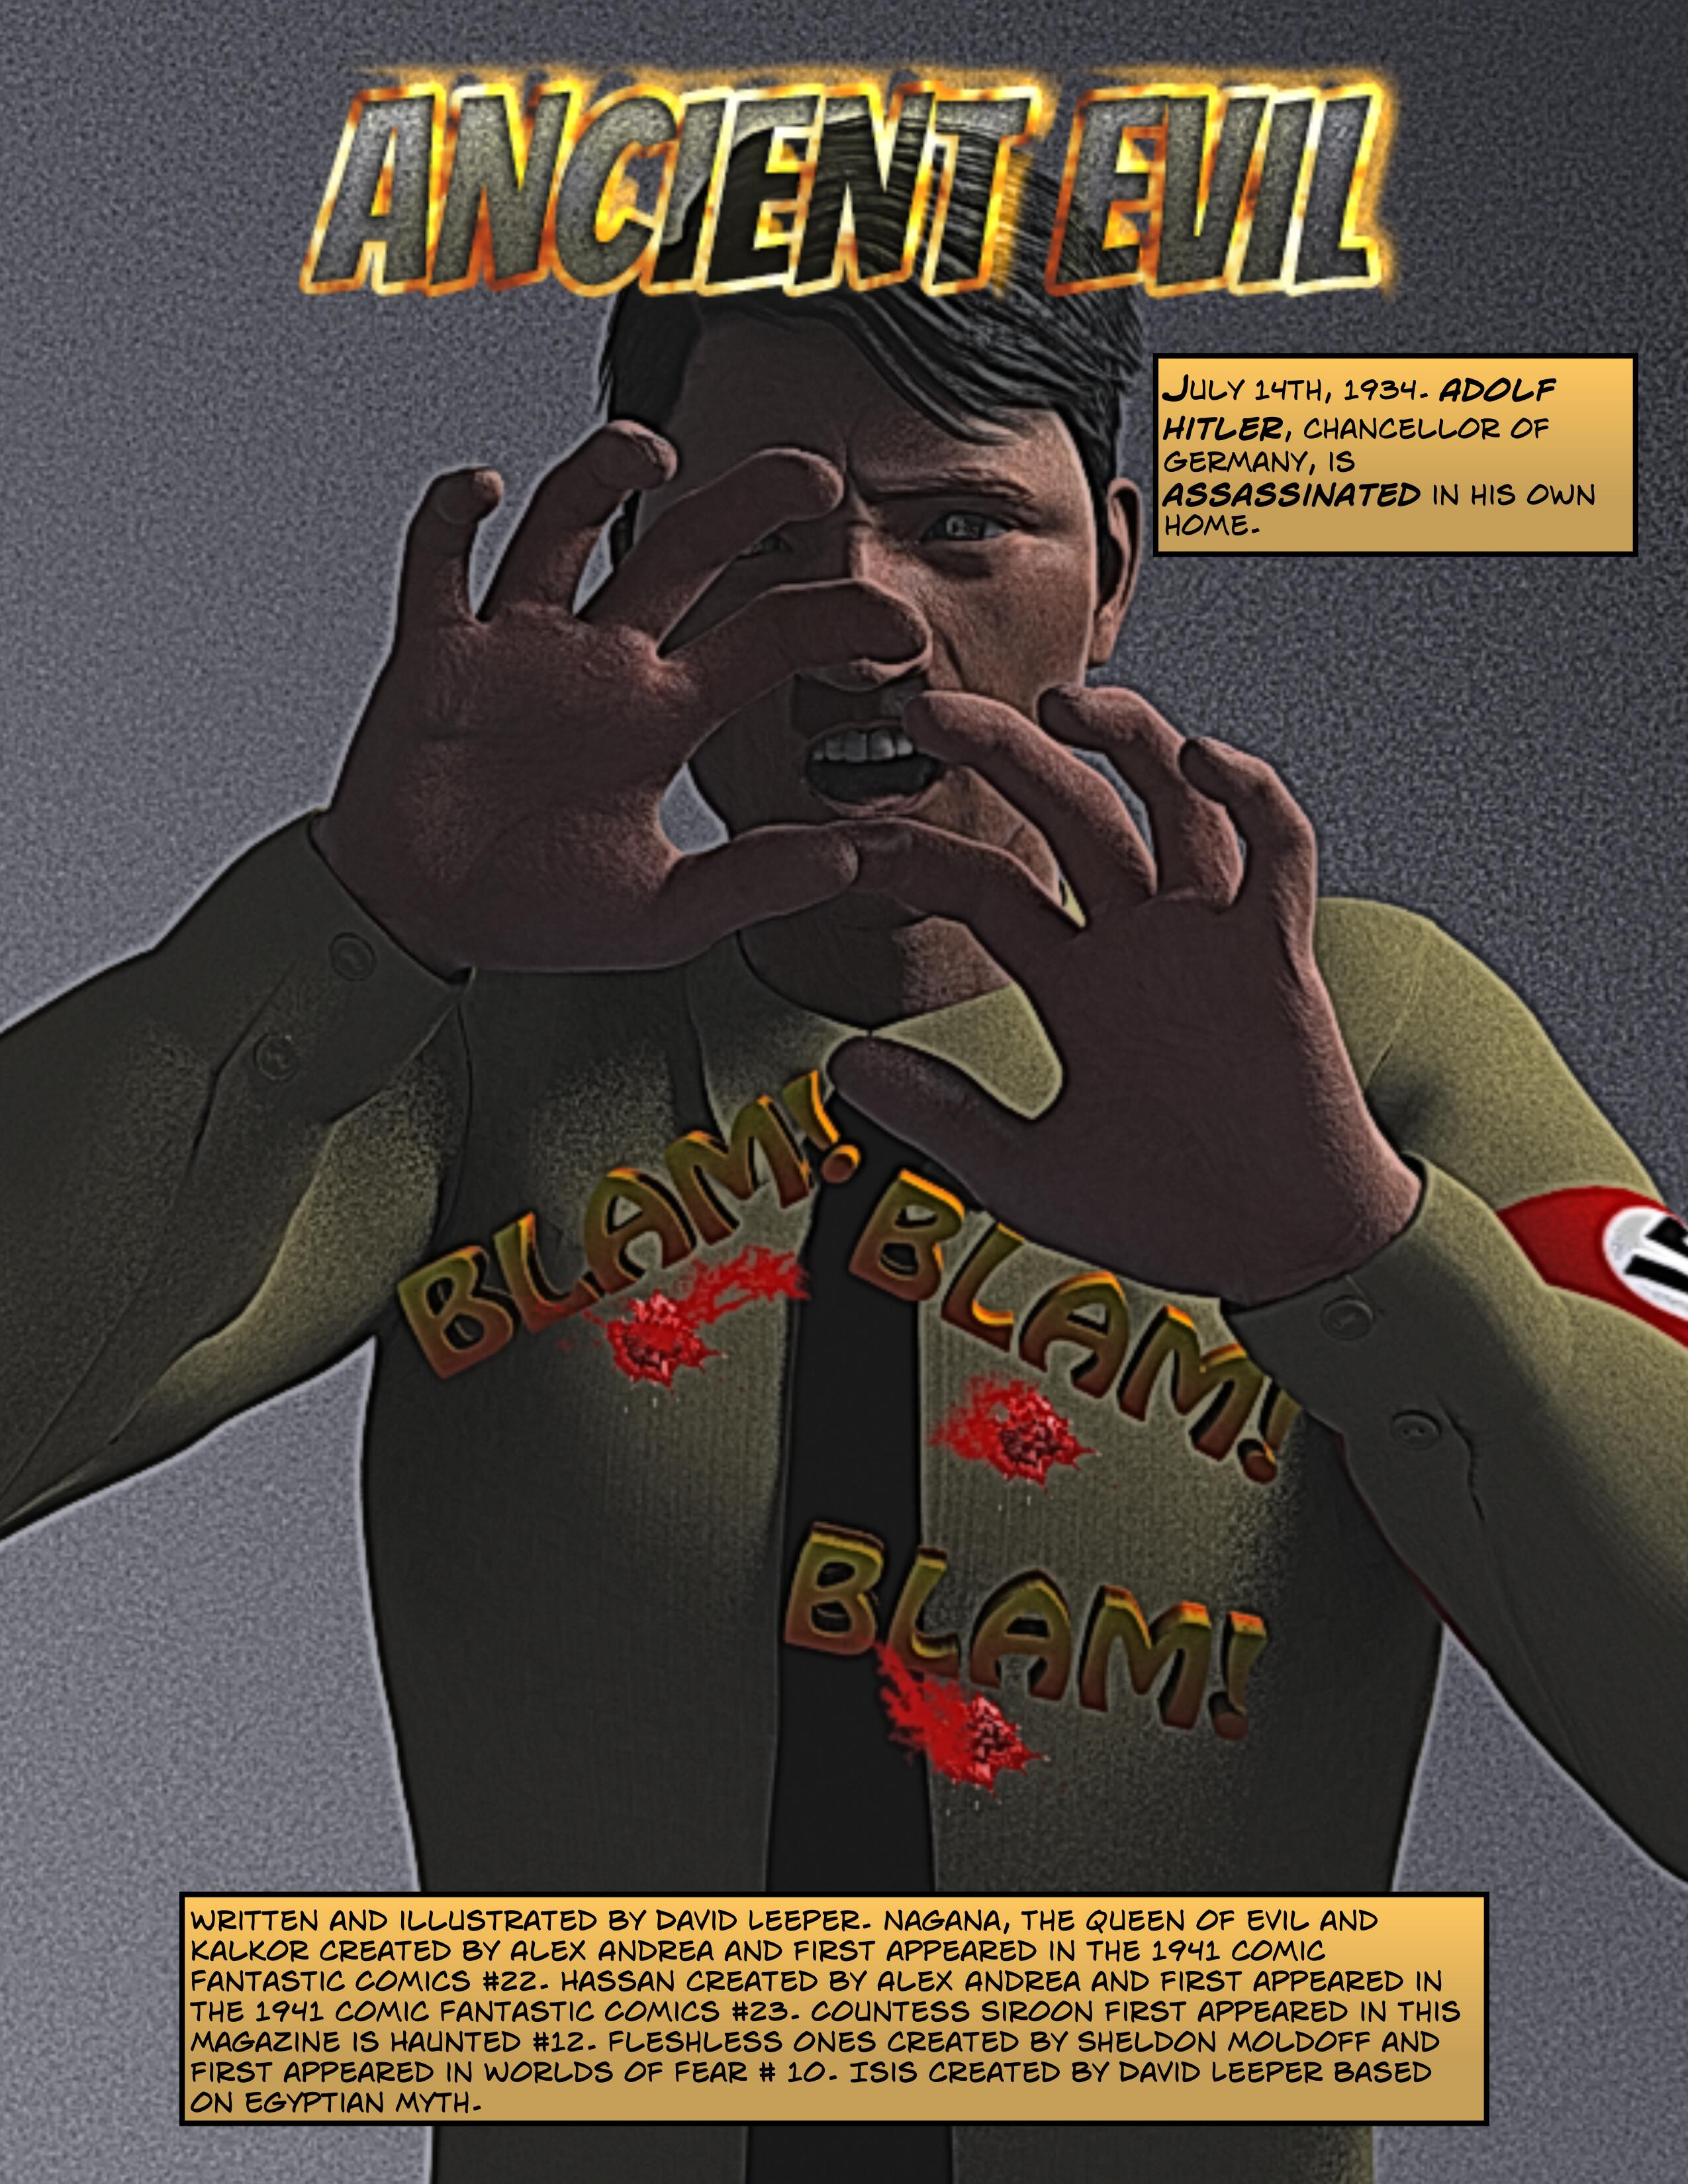 ANCIENT EVIL
JULY 14TH, 1934. ADOLF
HITLER, CHANCELLOR OF
GERMANY, IS
ASSASSINATED IN HIS OWN
HOME.
BLAM!
BLAM!
BLAM!
WRITTEN AND ILLUSTRATED BY DAVID LEEPER. NAGANA, THE QUEEN OF EVIL AND
KALKOR CREATED BY ALEX ANDREA AND FIRST APPEARED IN THE 1941 COMIC
FANTASTIC COMICS #22. HASSAN CREATED BY ALEX ANDREA AND FIRST APPEARED IN
THE 1941 COMIC FANTASTIC COMICS #23. COUNTESS SIROON FIRST APPEARED IN THIS
MAGAZINE IS HAUNTED #12. FLESHLESS ONES CREATED BY SHELDON MOLDOFF AND
FIRST APPEARED IN WORLDS OF FEAR # 10. ISIS CREATED BY DAVID LEEPER BASED
ON EGYPTIAN MYTH.